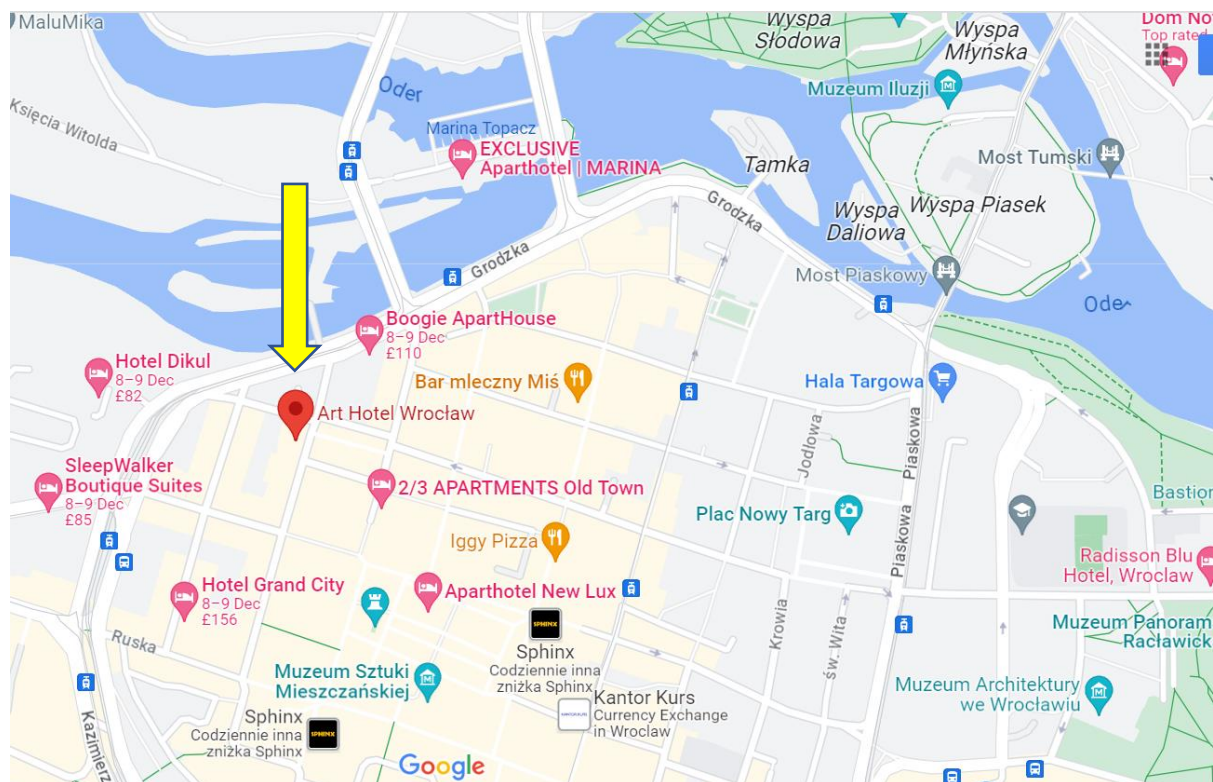 MaluMika
Wyspa
Słodowa
Wyspa
Młyńska
Dom No
Top rated
Muzeum Iluzji
Księcia Witolda
Oder
Marina Topacz
EXCLUSIVE
Aparthotel | MARINA
Tamka
Most Tumski
Grodzka
Wyspa
Daliowa
Wyspa Piasek
Grodzka
Most Piaskowy
Oder
Boogie ApartHouse
8–9 Dec
£110
Hotel Dikul
8–9 Dec
£82
Bar mleczny Miś
Hala Targowa
Art Hotel Wrocław
Piaskowa
Piaskowa
Jodłowa
SleepWalker
Boutique Suites
8–9 Dec
£85
2/3 APARTMENTS Old Town
Plac Nowy Targ
Bastion
Iggy Pizza
Piaskowa
Radisson Blu
Hotel, Wroclaw
Hotel Grand City
8–9 Dec
£156
Aparthotel New Lux
SPHINX
Sphinx
Codziennie inna
zniżka Sphinx
Krowia
św. Wita
Muzeum Panoram
Racławick
Ruska
Muzeum Sztuki
Mieszczańskiej
Kantor Kurs
Currency Exchange
in Wroclaw
Muzeum Architektury
we Wrocławiu
Sphinx
Codziennie inna
zniżka Sphinx
SPHINX
Kazimierz
Google